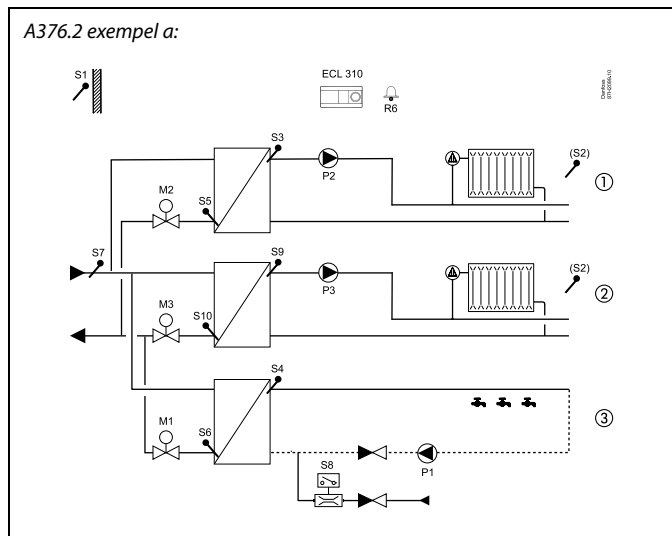 A376.2 exempel a:
S1
ECL 310
R6
Danfoss
S3
P2
(S2)
①
M2
S5
S7
S9
P3
(S2)
②
M3
S10
S4
③
M1
S6
P1
S8